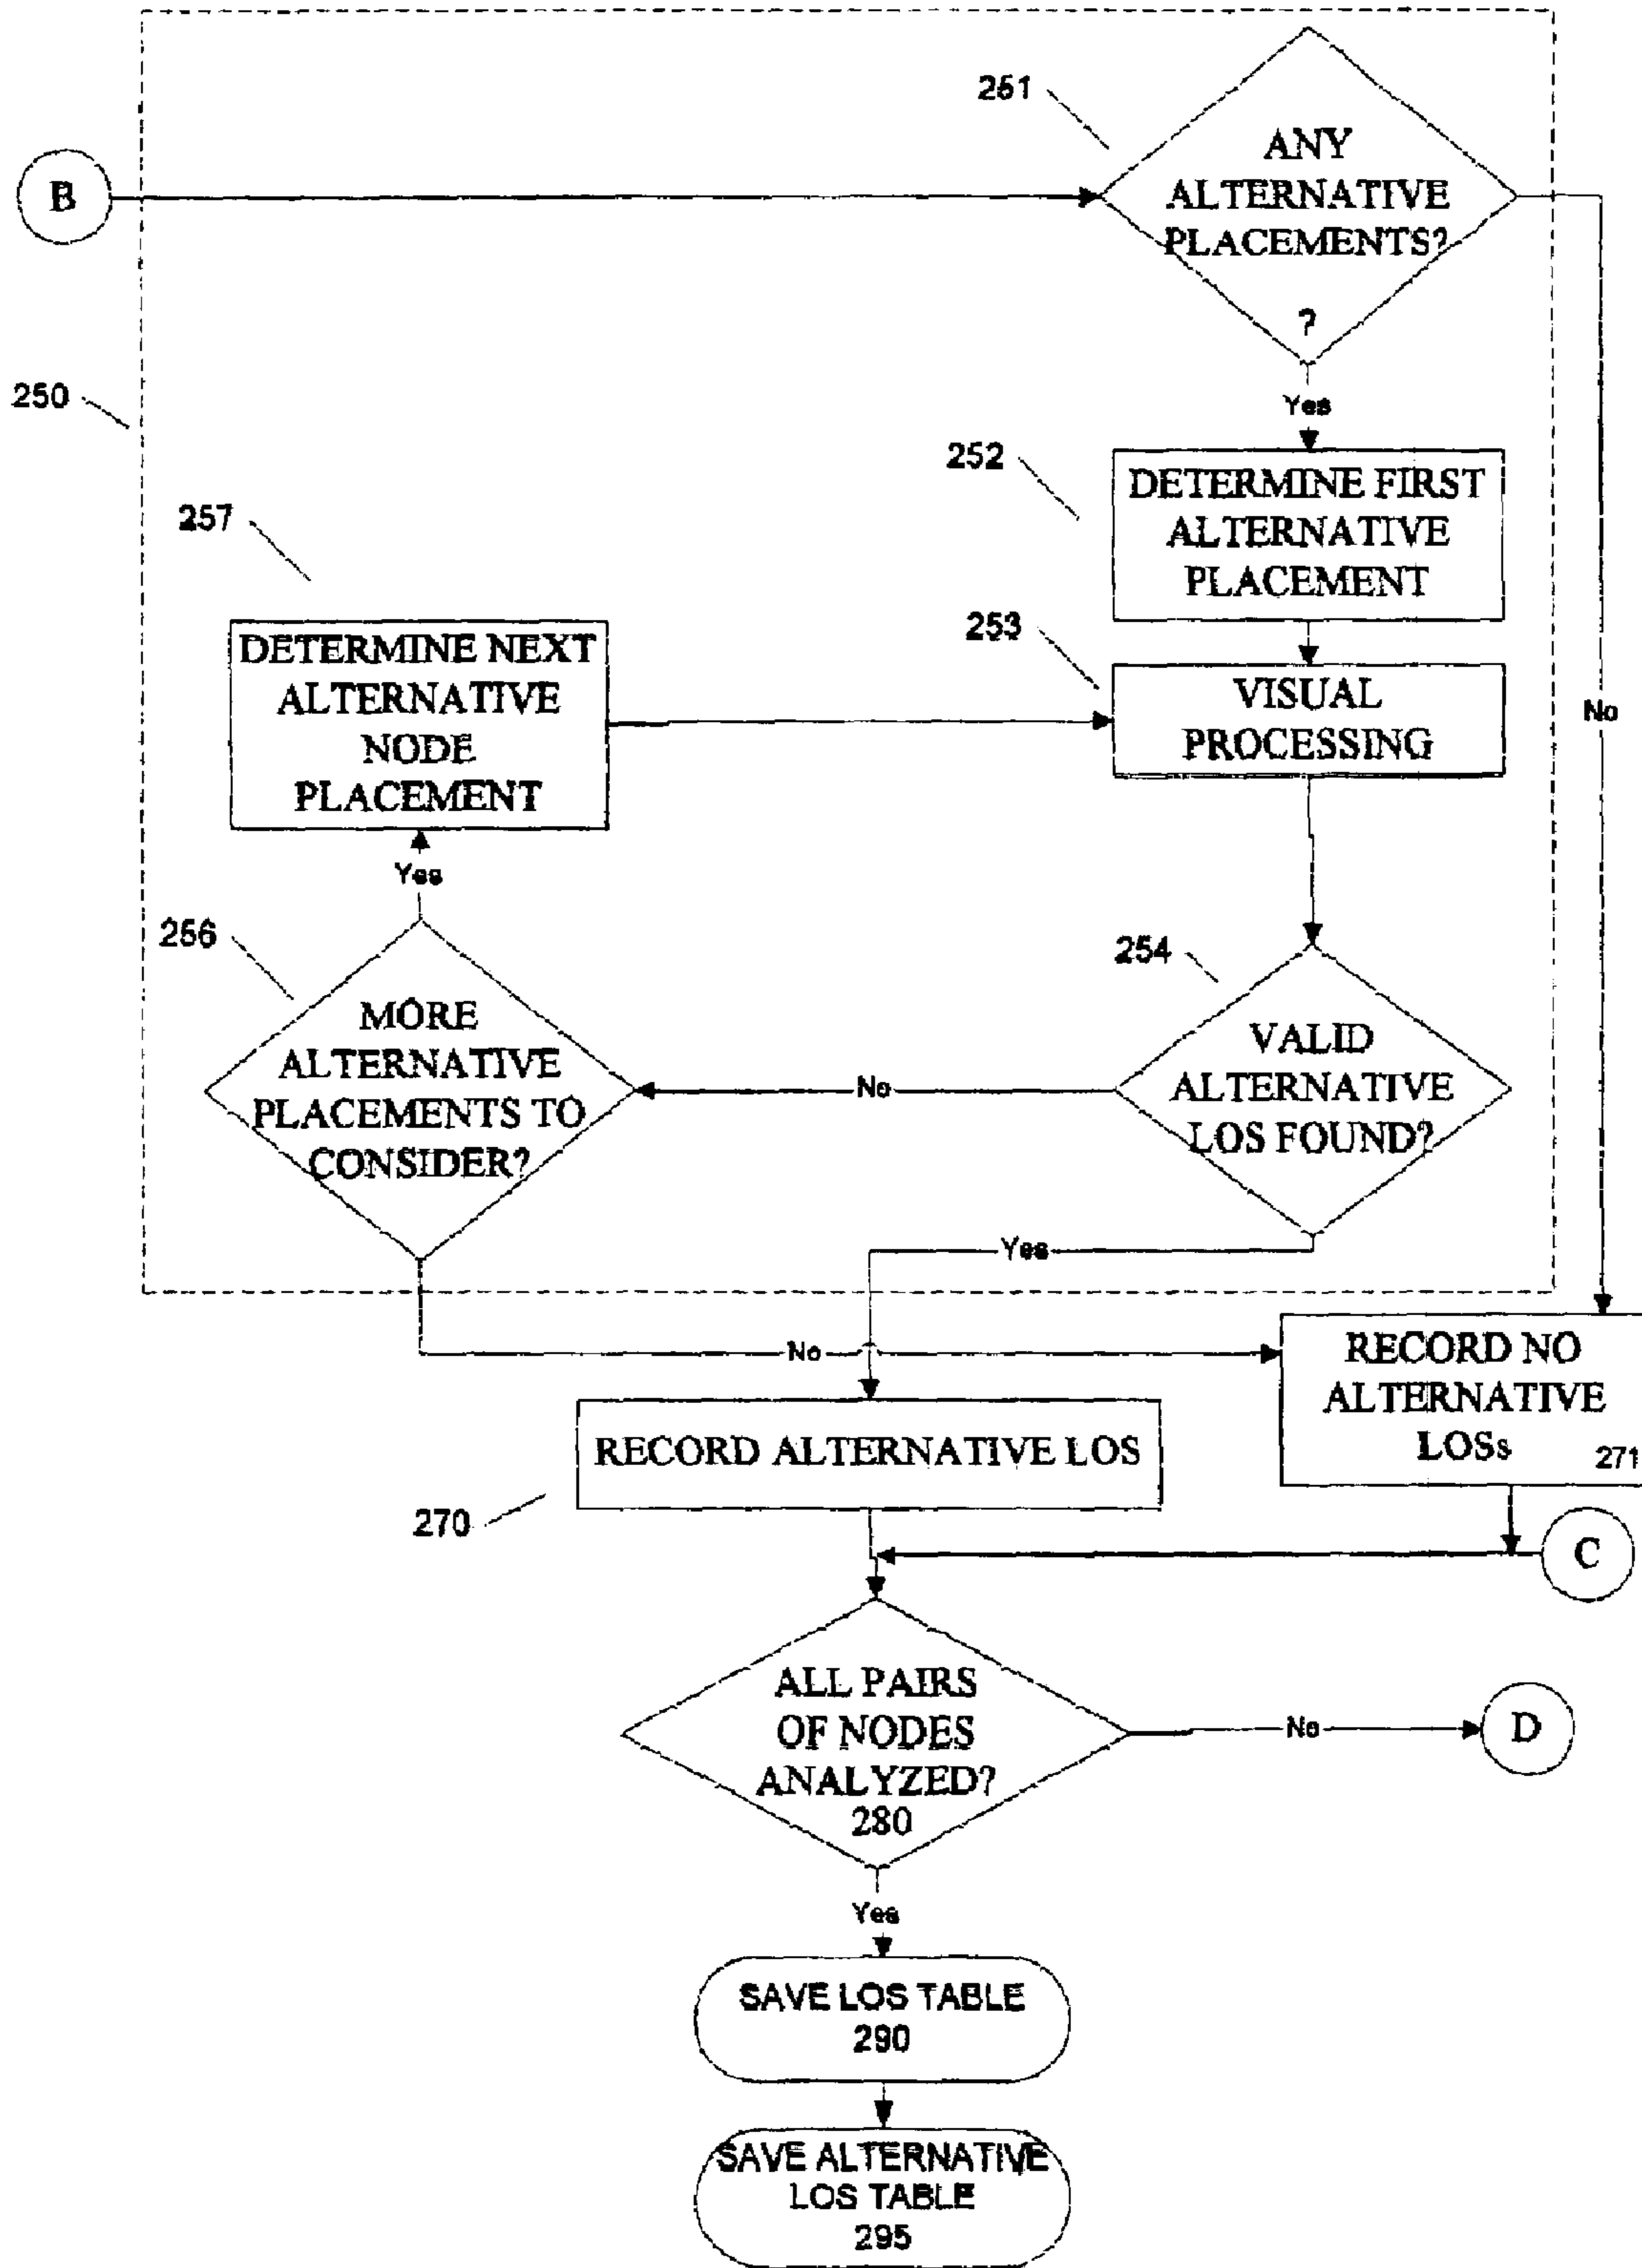 251
ANY
ALTERNATIVE
PLACEMENTS?
?
B
250
Yes
252
DETERMINE FIRST
ALTERNATIVE
PLACEMENT
257
DETERMINE NEXT
ALTERNATIVE
NODE
PLACEMENT
253
VISUAL
PROCESSING
No
Yes
256
MORE
ALTERNATIVE
PLACEMENTS TO
CONSIDER?
254
VALID
ALTERNATIVE
LOS FOUND?
No
Yes
No
RECORD NO
ALTERNATIVE
LOSs
271
RECORD ALTERNATIVE LOS
270
C
ALL PAIRS
OF NODES
ANALYZED?
280
No
D
Yes
SAVE LOS TABLE
290
SAVE ALTERNATIVE
LOS TABLE
295